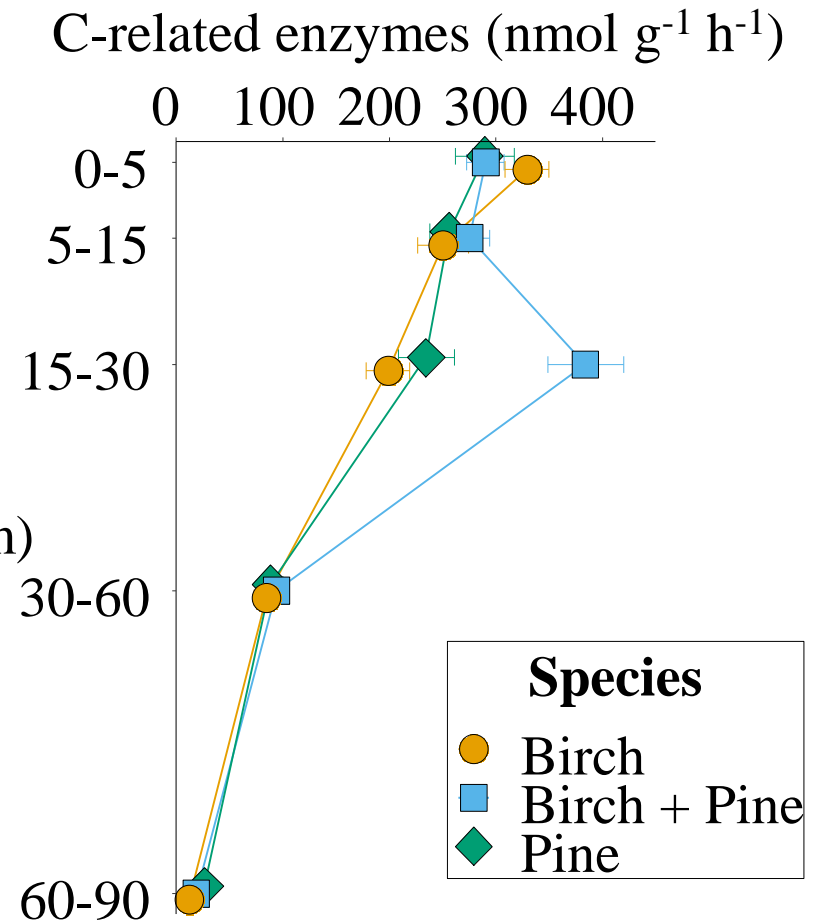 C-related enzymes (nmol g⁻¹ h⁻¹)
0 100 200 300 400
0-5
5-15
15-30
30-60
60-90
Species
Birch
Birch + Pine
Pine